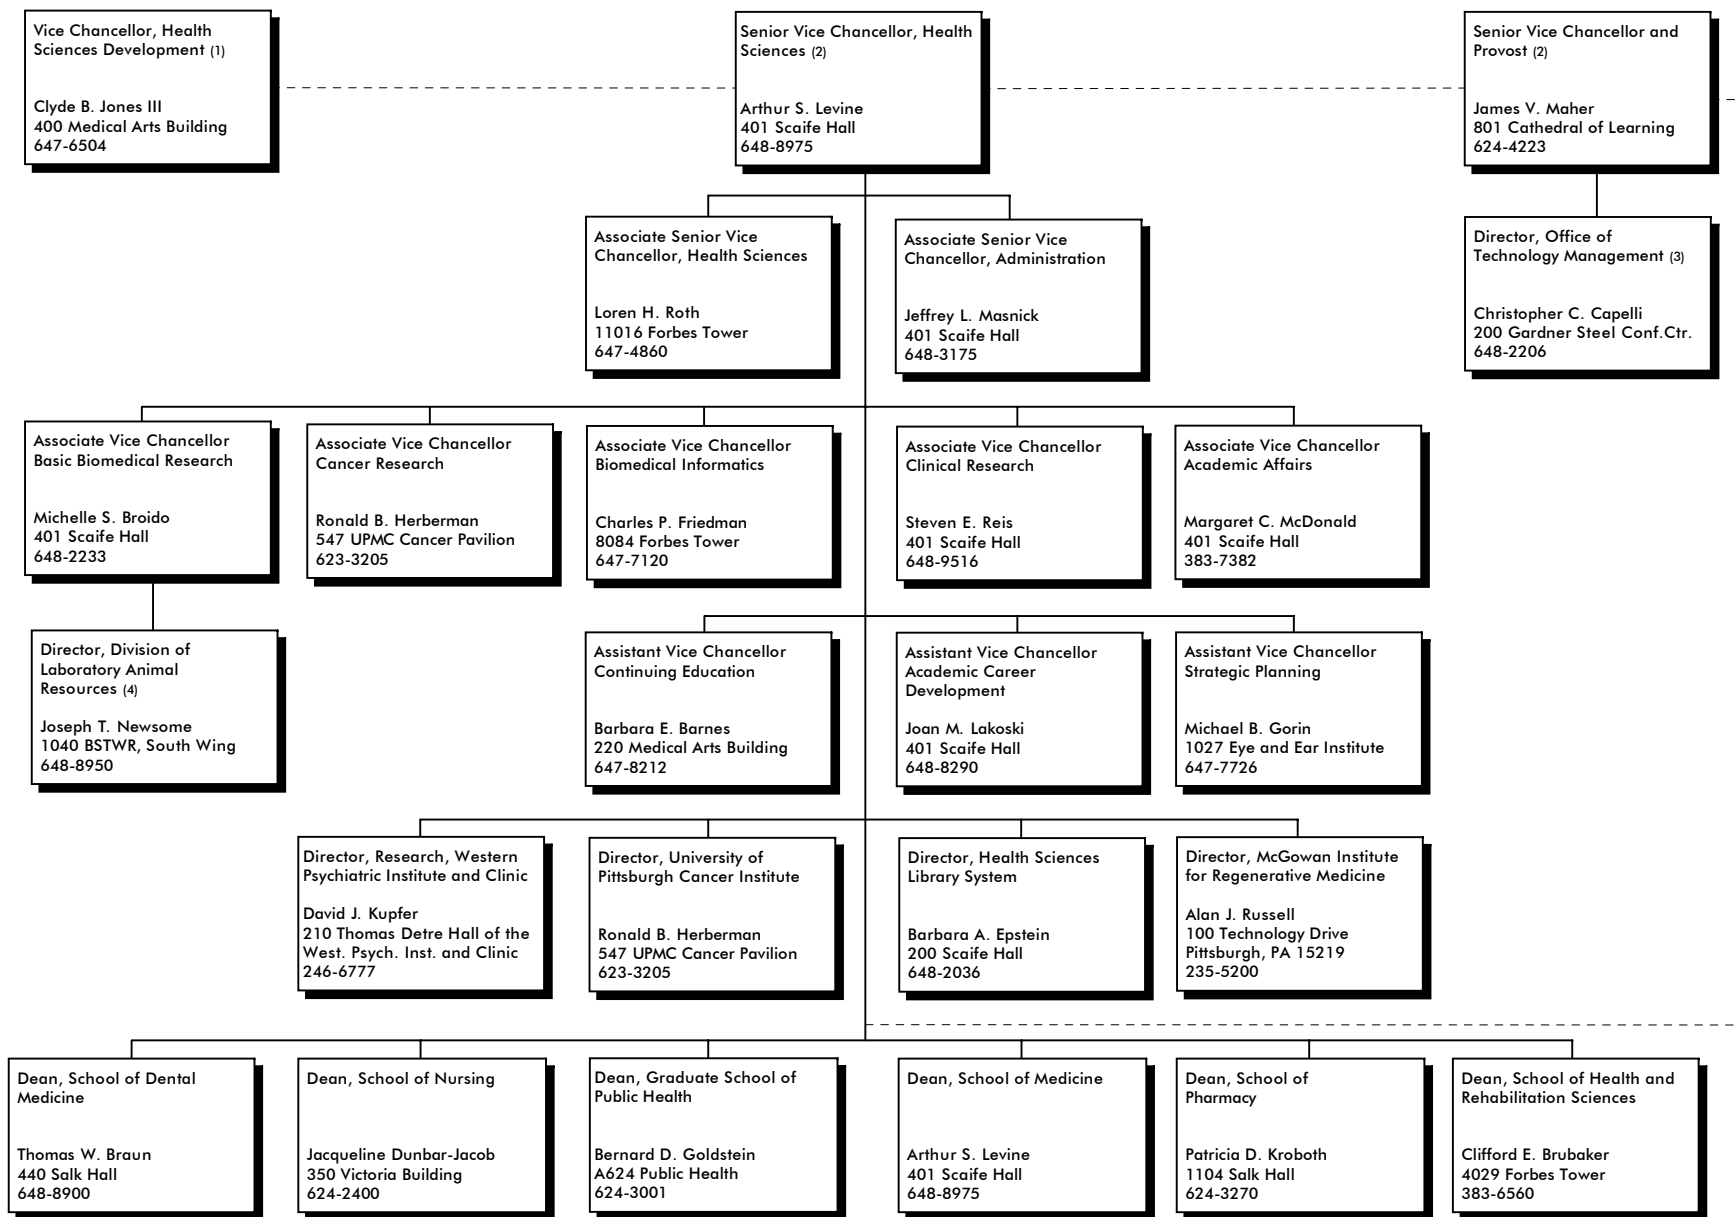 Vice Chancellor, Health
Sciences Development (1)
Clyde B. Jones III
400 Medical Arts Building
647-6504
Senior Vice Chancellor, Health
Sciences (2)
Arthur S. Levine
401 Scaife Hall
648-8975
Senior Vice Chancellor and
Provost (2)
James V. Maher
801 Cathedral of Learning
624-4223
Associate Senior Vice
Chancellor, Health Sciences
Loren H. Roth
11016 Forbes Tower
647-4860
Associate Senior Vice
Chancellor, Administration
Jeffrey L. Masnick
401 Scaife Hall
648-3175
Director, Office of
Technology Management (3)
Christopher C. Capelli
200 Gardner Steel Conf.Ctr.
648-2206
Associate Vice Chancellor
Basic Biomedical Research
Michelle S. Broido
401 Scaife Hall
648-2233
Associate Vice Chancellor
Cancer Research
Ronald B. Herberman
547 UPMC Cancer Pavilion
623-3205
Associate Vice Chancellor
Biomedical Informatics
Charles P. Friedman
8084 Forbes Tower
647-7120
Associate Vice Chancellor
Clinical Research
Steven E. Reis
401 Scaife Hall
648-9516
Associate Vice Chancellor
Academic Affairs
Margaret C. McDonald
401 Scaife Hall
383-7382
Director, Division of
Laboratory Animal
Resources (4)
Joseph T. Newsome
1040 BSTWR, South Wing
648-8950
Assistant Vice Chancellor
Continuing Education
Barbara E. Barnes
220 Medical Arts Building
647-8212
Assistant Vice Chancellor
Academic Career
Development
Joan M. Lakoski
401 Scaife Hall
648-8290
Assistant Vice Chancellor
Strategic Planning
Michael B. Gorin
1027 Eye and Ear Institute
647-7726
Director, Research, Western
Psychiatric Institute and Clinic
David J. Kupfer
210 Thomas Detre Hall of the
West. Psych. Inst. and Clinic
246-6777
Director, University of
Pittsburgh Cancer Institute
Ronald B. Herberman
547 UPMC Cancer Pavilion
623-3205
Director, Health Sciences
Library System
Barbara A. Epstein
200 Scaife Hall
648-2036
Director, McGowan Institute
for Regenerative Medicine
Alan J. Russell
100 Technology Drive
Pittsburgh, PA 15219
235-5200
Dean, School of Dental
Medicine
Thomas W. Braun
440 Salk Hall
648-8900
Dean, School of Nursing
Jacqueline Dunbar-Jacob
350 Victoria Building
624-2400
Dean, Graduate School of
Public Health
Bernard D. Goldstein
A624 Public Health
624-3001
Dean, School of Medicine
Arthur S. Levine
401 Scaife Hall
648-8975
Dean, School of
Pharmacy
Patricia D. Kroboth
1104 Salk Hall
624-3270
Dean, School of Health and
Rehabilitation Sciences
Clifford E. Brubaker
4029 Forbes Tower
383-6560